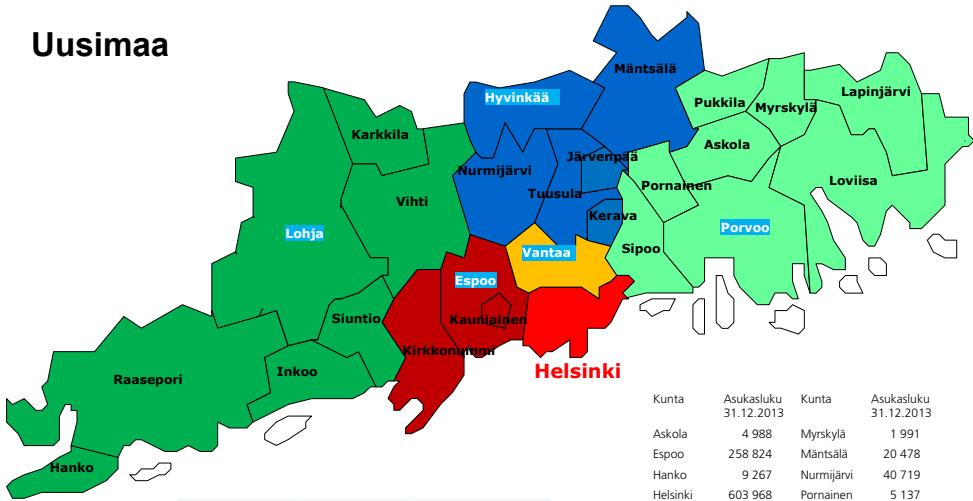 Uusimaa
Mäntsälä
Hyvinkää
Pukkila
Myrskylä
Lapinjärvi
Karkkila
Askola
Järvenpää
Nurmijärvi
Tuusula
Pornainen
Loviisa
Vihti
Kerava
Lohja
Porvoo
Sipoo
Vantaa
Espoo
Siuntio
Kauniainen
Kirkkonummi
Helsinki
Inkoo
Raasepori
Hanko
Kunta Asukasluku Kunta Asukasluku
31.12.2013 31.12.2013
Askola 4 988 Myrskylä 1 991
Espoo 258 824 Mäntsälä 20 478
Hanko 9 267 Nurmijärvi 40 719
Helsinki 603 968 Pornainen 5 137